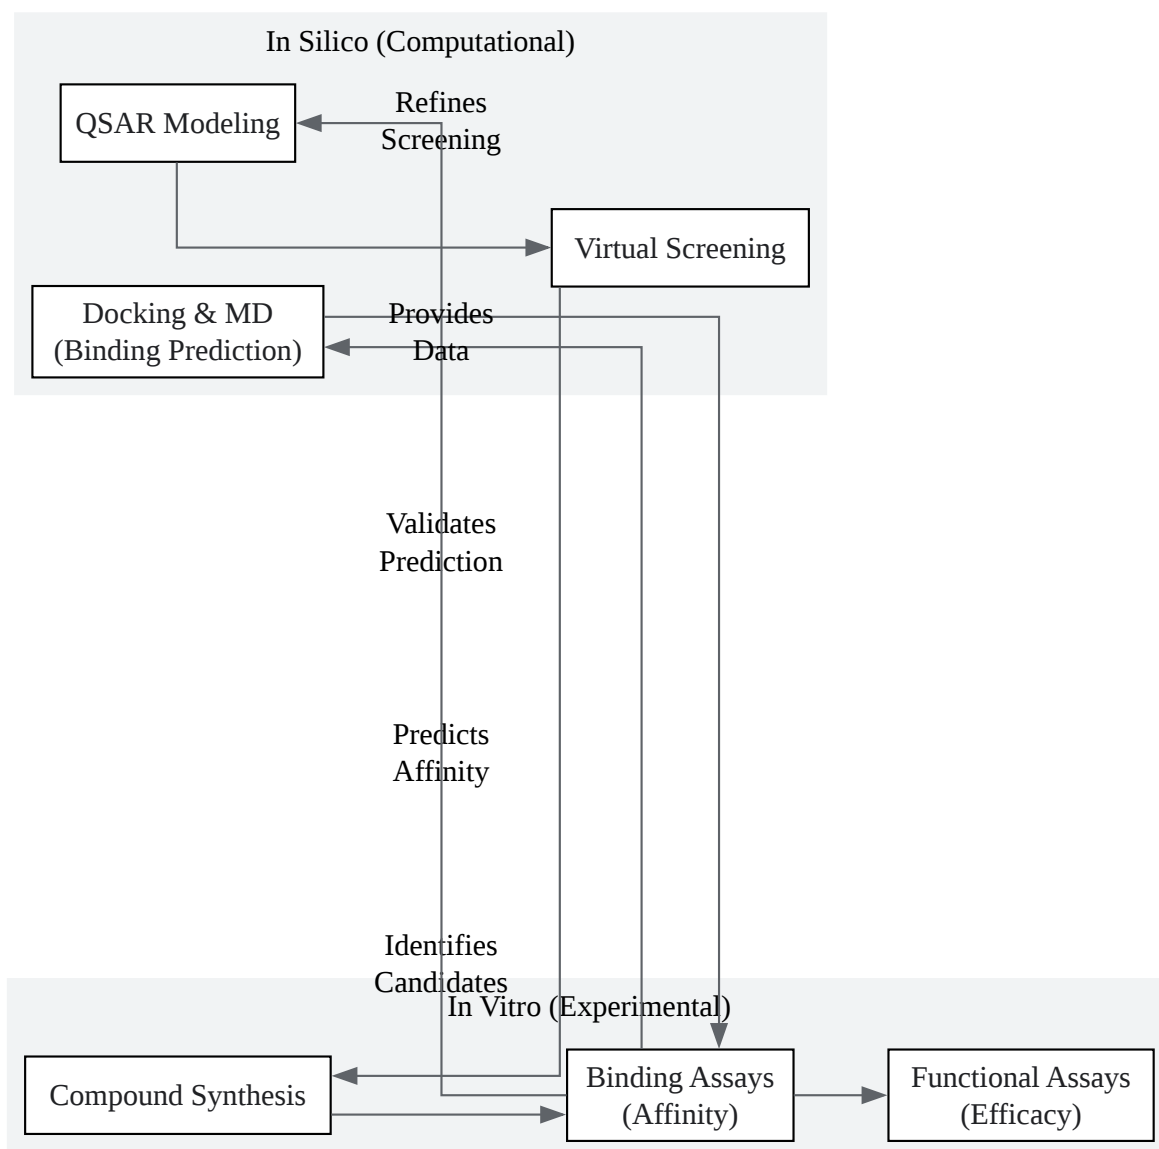 In Silico (Computational)
QSAR Modeling
Refines
Screening
Virtual Screening
Docking & MD
(Binding Prediction)
Provides
Data
Validates
Prediction
Predicts
Affinity
Identifies
Candidates
In Vitro (Experimental)
Compound Synthesis
Binding Assays
(Affinity)
Functional Assays
(Efficacy)